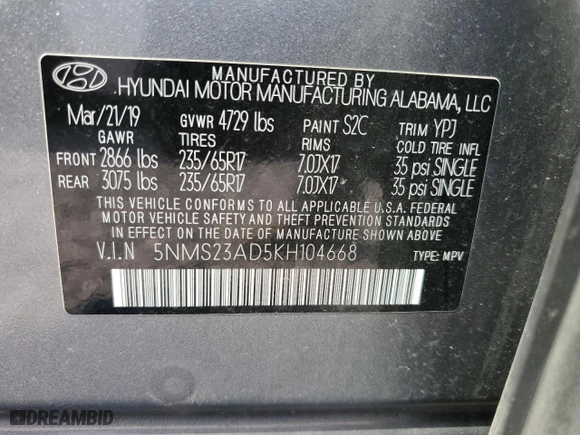 MANUFACTURED BY
HYUNDAI MOTOR MANUFACTURING ALABAMA, LLC
Mar/21/19 GVWR 4729 lbs PAINT S2C TRIM YPJ
GAWR TIRES RIMS COLD TIRE INFL
FRONT 2866 lbs 235/65R17 7.0JX17 35 psi SINGLE
REAR 3075 lbs 235/65R17 7.0JX17 35 psi SINGLE
THIS VEHICLE CONFORMS TO ALL APPLICABLE U.S.A. FEDERAL
MOTOR VEHICLE SAFETY AND THEFT PREVENTION STANDARDS
IN EFFECT ON THE DATE OF MANUFACTURE SHOWN ABOVE.
V.I.N 5NMS23AD5KH104668 TYPE: MPV
DREAMBID